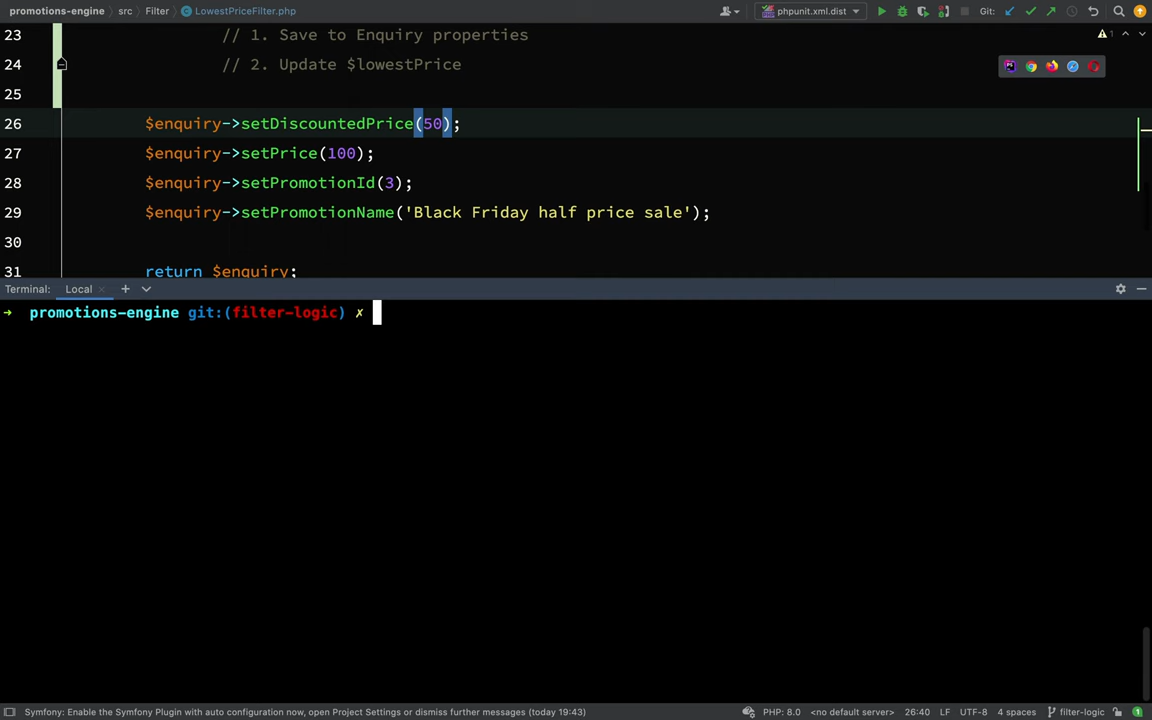 promotions-engine src Filter LowestPriceFilter.php phpunit.xml.dist Git:
23 // 1. Save to Enquiry properties
1
24 // 2. Update $lowestPrice
25
26 $enquiry->setDiscountedPrice(50);
27 $enquiry->setPrice(100);
28 $enquiry->setPromotionId(3);
29 $enquiry->setPromotionName('Black Friday half price sale');
30
31 return $enquiry;
Terminal: Local × +
→ promotions-engine git:(filter-logic) ✗
Symfony: Enable the Symfony Plugin with auto configuration now, open Project Settings or dismiss further messages (today 19:43) PHP: 8.0 <no default server> 26:40 LF UTF-8 4 spaces filter-logic 1